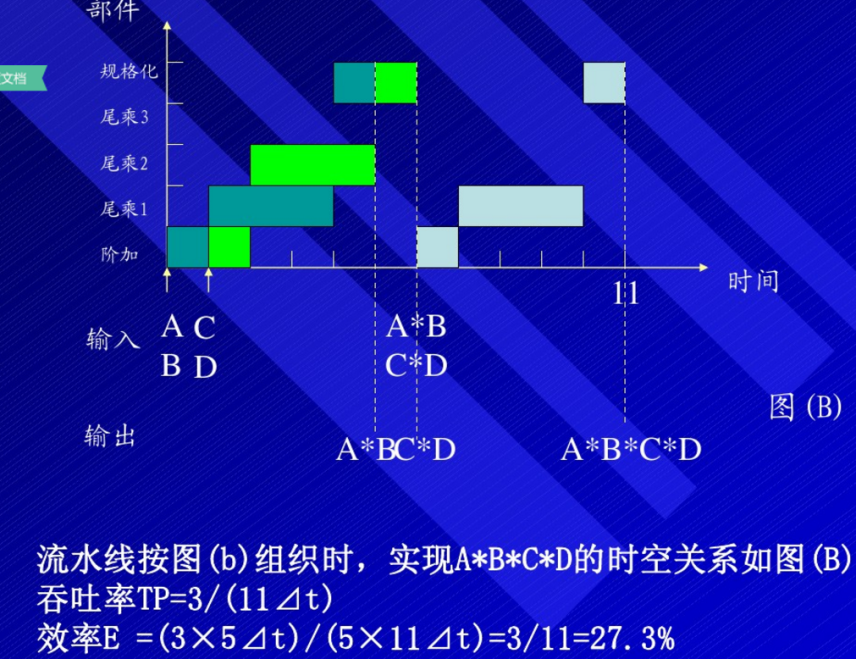 部件
文档
规格化
尾乘3
尾乘2
尾乘1
阶加
时间
11
输入
A C
B D
A*B
C*D
图(B)
输出
A*B
C*D
A*B*C*D
流水线按图(b)组织时，实现A*B*C*D的时空关系如图(B)
吞吐率TP=3/(11⊿t)
效率E =(3×5⊿t)/(5×11⊿t)=3/11=27.3%